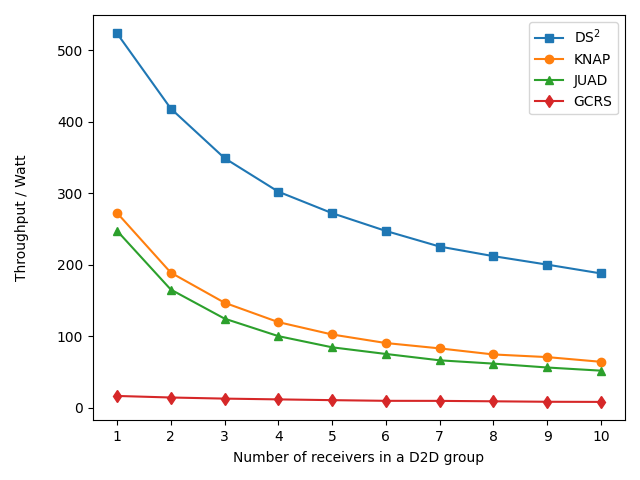 DS²
KNAP
JUAD
GCRS
Throughput / Watt
500
400
300
200
100
0
1 2 3 4 5 6 7 8 9 10
Number of receivers in a D2D group